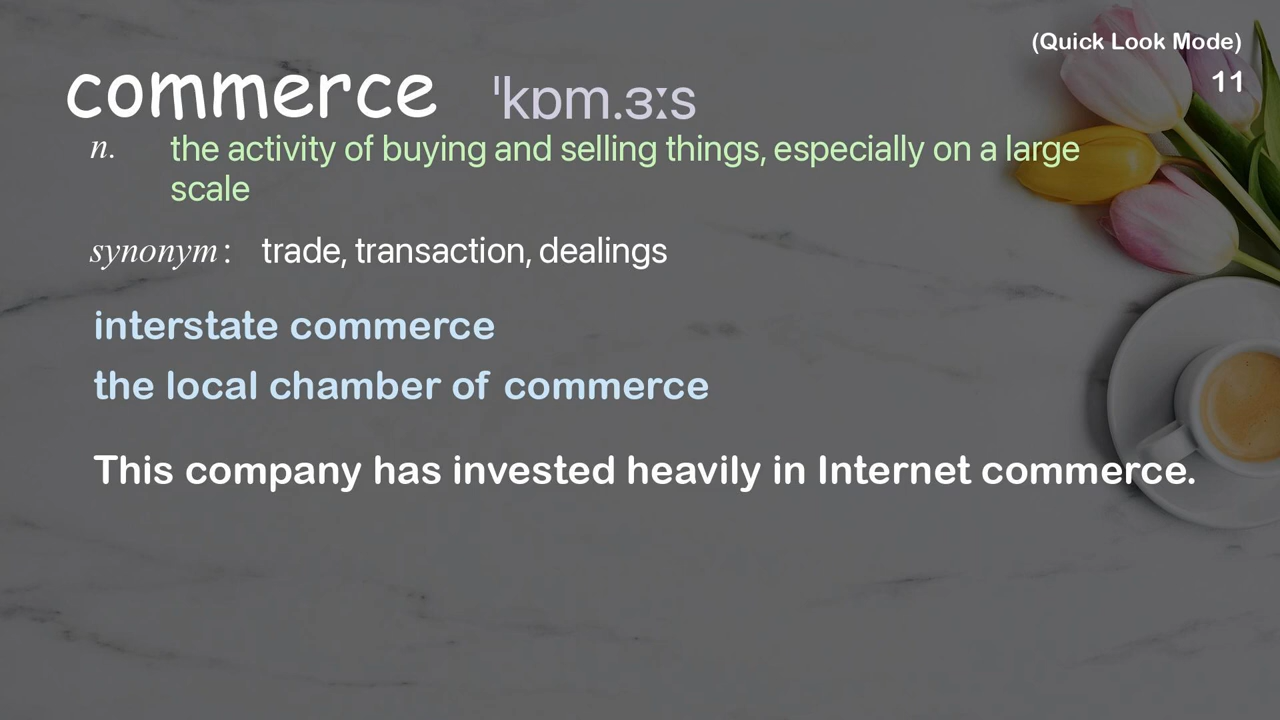 (Quick Look Mode)
11
commerce ˈkɒm.ɜːs
n. the activity of buying and selling things, especially on a large
scale
synonym: trade, transaction, dealings
interstate commerce
the local chamber of commerce
This company has invested heavily in Internet commerce.